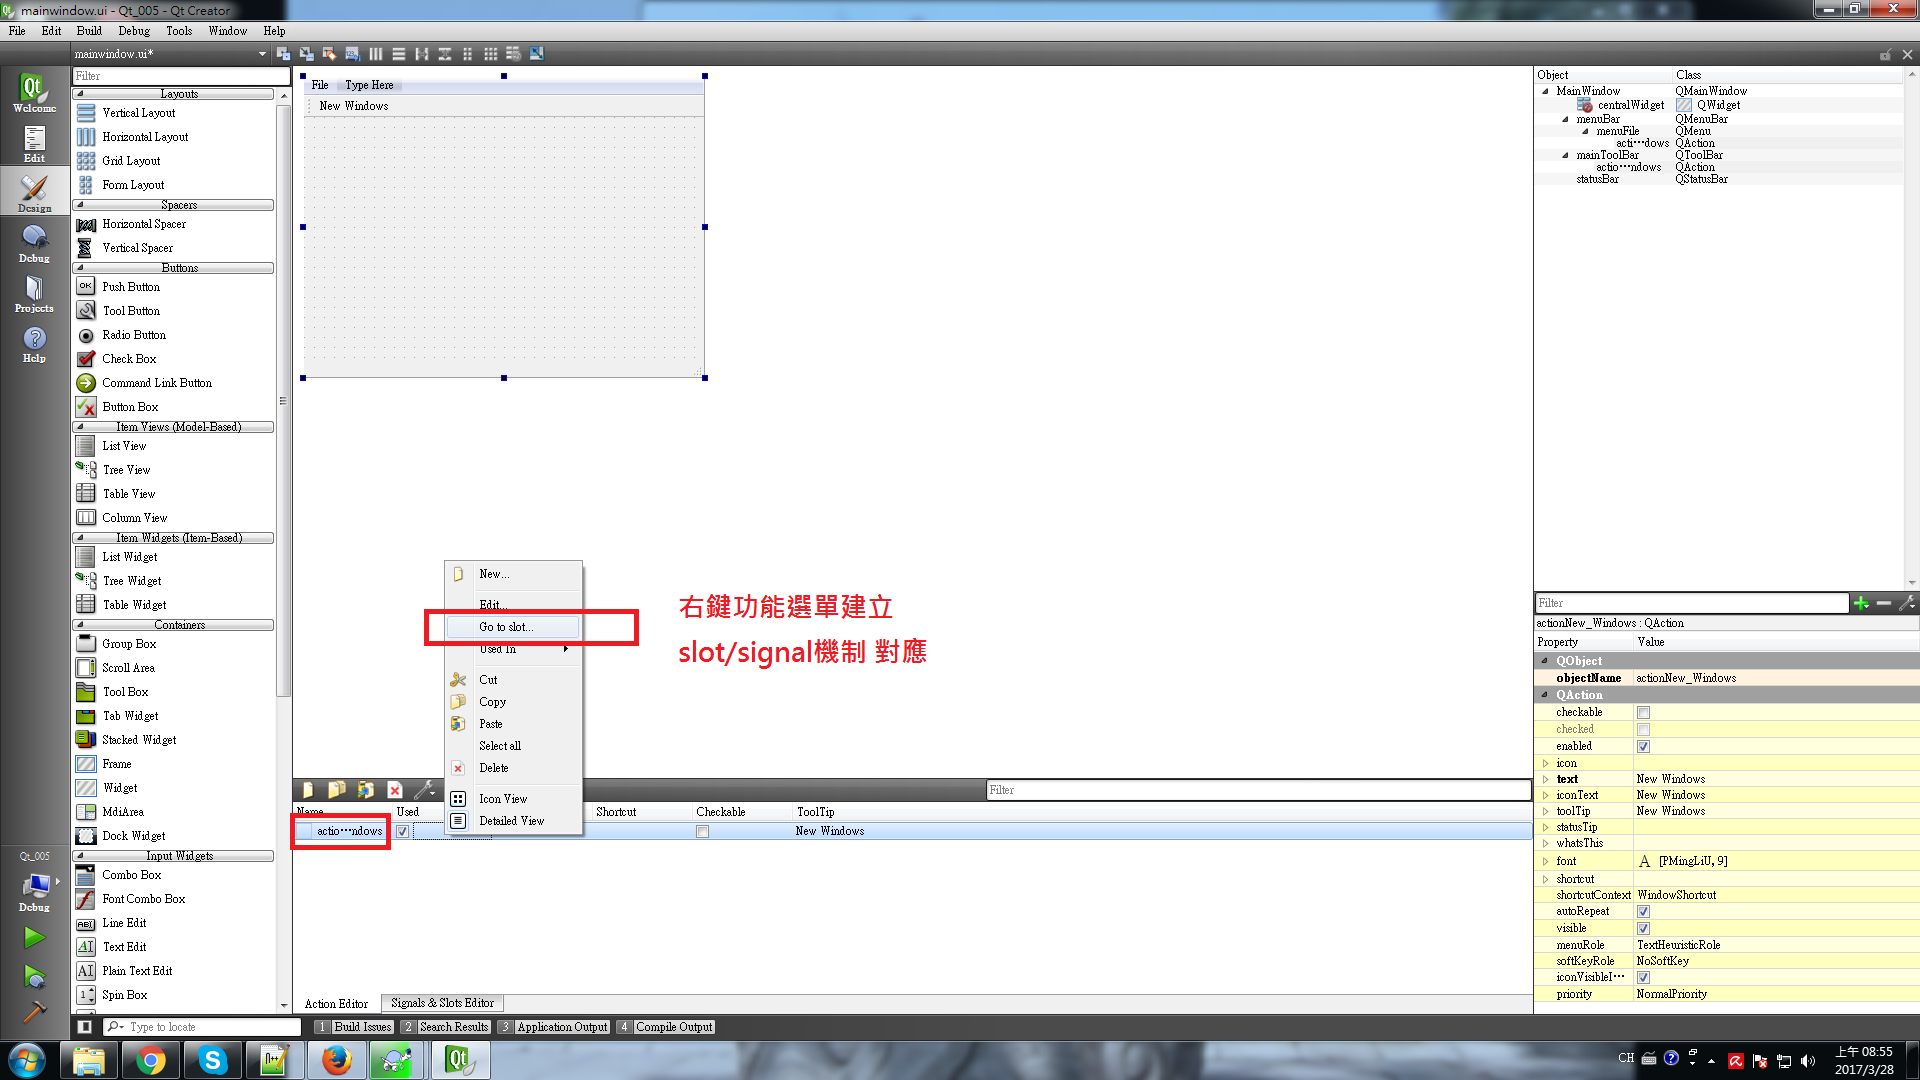 mainwindow.ui - Qt_005 - Qt Creator
File Edit Build Debug Tools Window Help
mainwindow.ui*
Welcome
Edit
Design
Debug
Projects
Help
Qt_005
Debug
Filter
Layouts
Vertical Layout
Horizontal Layout
Grid Layout
Form Layout
Spacers
Horizontal Spacer
Vertical Spacer
Buttons
Push Button
Tool Button
Radio Button
Check Box
Command Link Button
Button Box
Item Views (Model-Based)
List View
Tree View
Table View
Column View
Item Widgets (Item-Based)
List Widget
Tree Widget
Table Widget
Containers
Group Box
Scroll Area
Tool Box
Tab Widget
Stacked Widget
Frame
Widget
MdiArea
Dock Widget
Input Widgets
Combo Box
Font Combo Box
Line Edit
Text Edit
Plain Text Edit
Spin Box
File Type Here
New Windows
New...
Edit...
Go to slot...
Used In
Cut
Copy
Paste
Select all
Delete
Icon View
Detailed View
右鍵功能選單建立
slot/signal機制 對應
Filter
Name Used Shortcut Checkable ToolTip
actio···ndows New Windows
Action Editor Signals & Slots Editor
Object Class
MainWindow QMainWindow
centralWidget QWidget
menuBar QMenuBar
menuFile QMenu
acti···dows QAction
mainToolBar QToolBar
actio···ndows QAction
statusBar QStatusBar
Filter
actionNew_Windows : QAction
Property Value
QObject
objectName actionNew_Windows
QAction
checkable
checked
enabled
icon
text New Windows
iconText New Windows
toolTip New Windows
statusTip
whatsThis
font A [PMingLiU, 9]
shortcut
shortcutContext WindowShortcut
autoRepeat
visible
menuRole TextHeuristicRole
softKeyRole NoSoftKey
iconVisibleI···
priority NormalPriority
Type to locate 1 Build Issues 2 Search Results 3 Application Output 4 Compile Output
CH
上午 08:55
2017/3/28